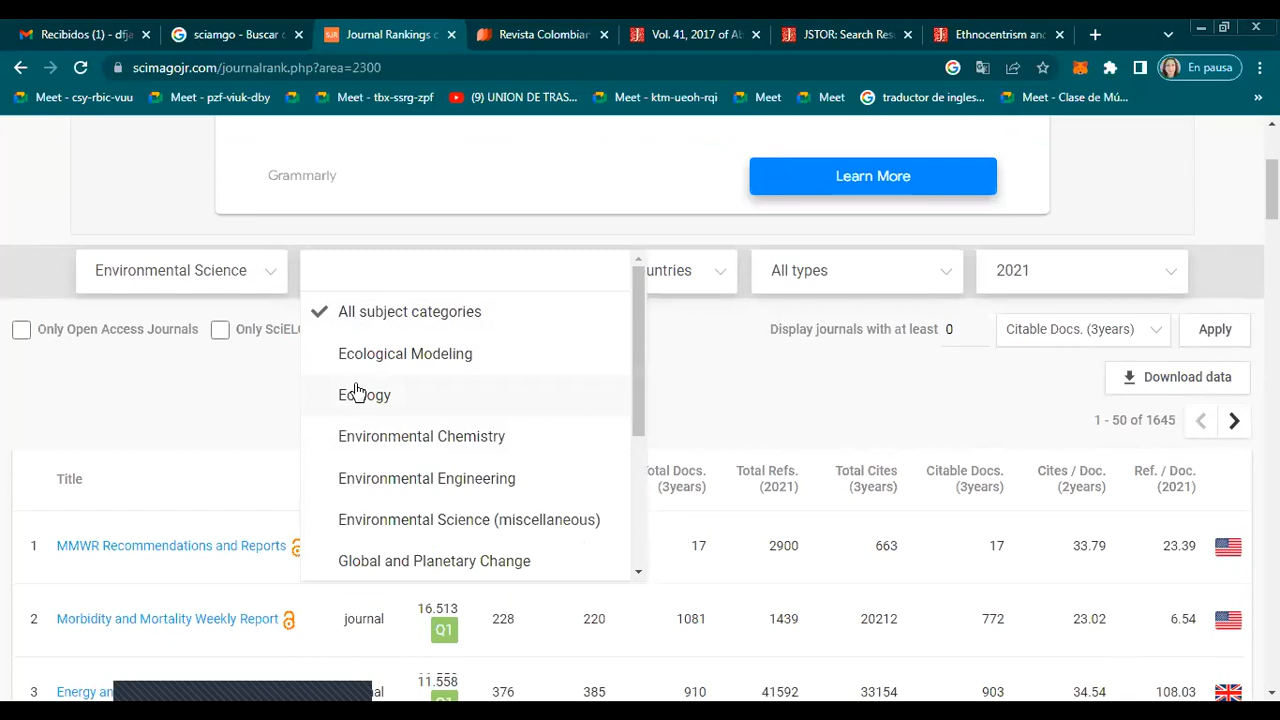 Recibidos (1) - dfja
sciamgo - Buscar c
SJR Journal Rankings c
Revista Colombian
Vol. 41, 2017 of Ab
JSTOR: Search Res
Ethnocentrism and
scimagojr.com/journalrank.php?area=2300
En pausa
Meet - csy-rbic-vuu
Meet - pzf-viuk-dby
Meet - tbx-ssrg-zpf
(9) UNION DE TRAS...
Meet - ktm-ueoh-rqi
Meet
Meet
traductor de ingles...
Meet - Clase de Mú...
Grammarly
Learn More
Environmental Science
untries
All types
2021
All subject categories
Ecological Modeling
Ecology
Environmental Chemistry
Environmental Engineering
Environmental Science (miscellaneous)
Global and Planetary Change
Only Open Access Journals
Only SciELO
Display journals with at least 0
Citable Docs. (3years)
Apply
Download data
1 - 50 of 1645
Title
Total Docs. (3years)
Total Refs. (2021)
Total Cites (3years)
Citable Docs. (3years)
Cites / Doc. (2years)
Ref. / Doc. (2021)
1 MMWR Recommendations and Reports 17 2900 663 17 33.79 23.39
2 Morbidity and Mortality Weekly Report journal 16.513 Q1 228 220 1081 1439 20212 772 23.02 6.54
3 Energy an nal 11.558 Q1 376 385 910 41592 33154 903 34.54 108.03